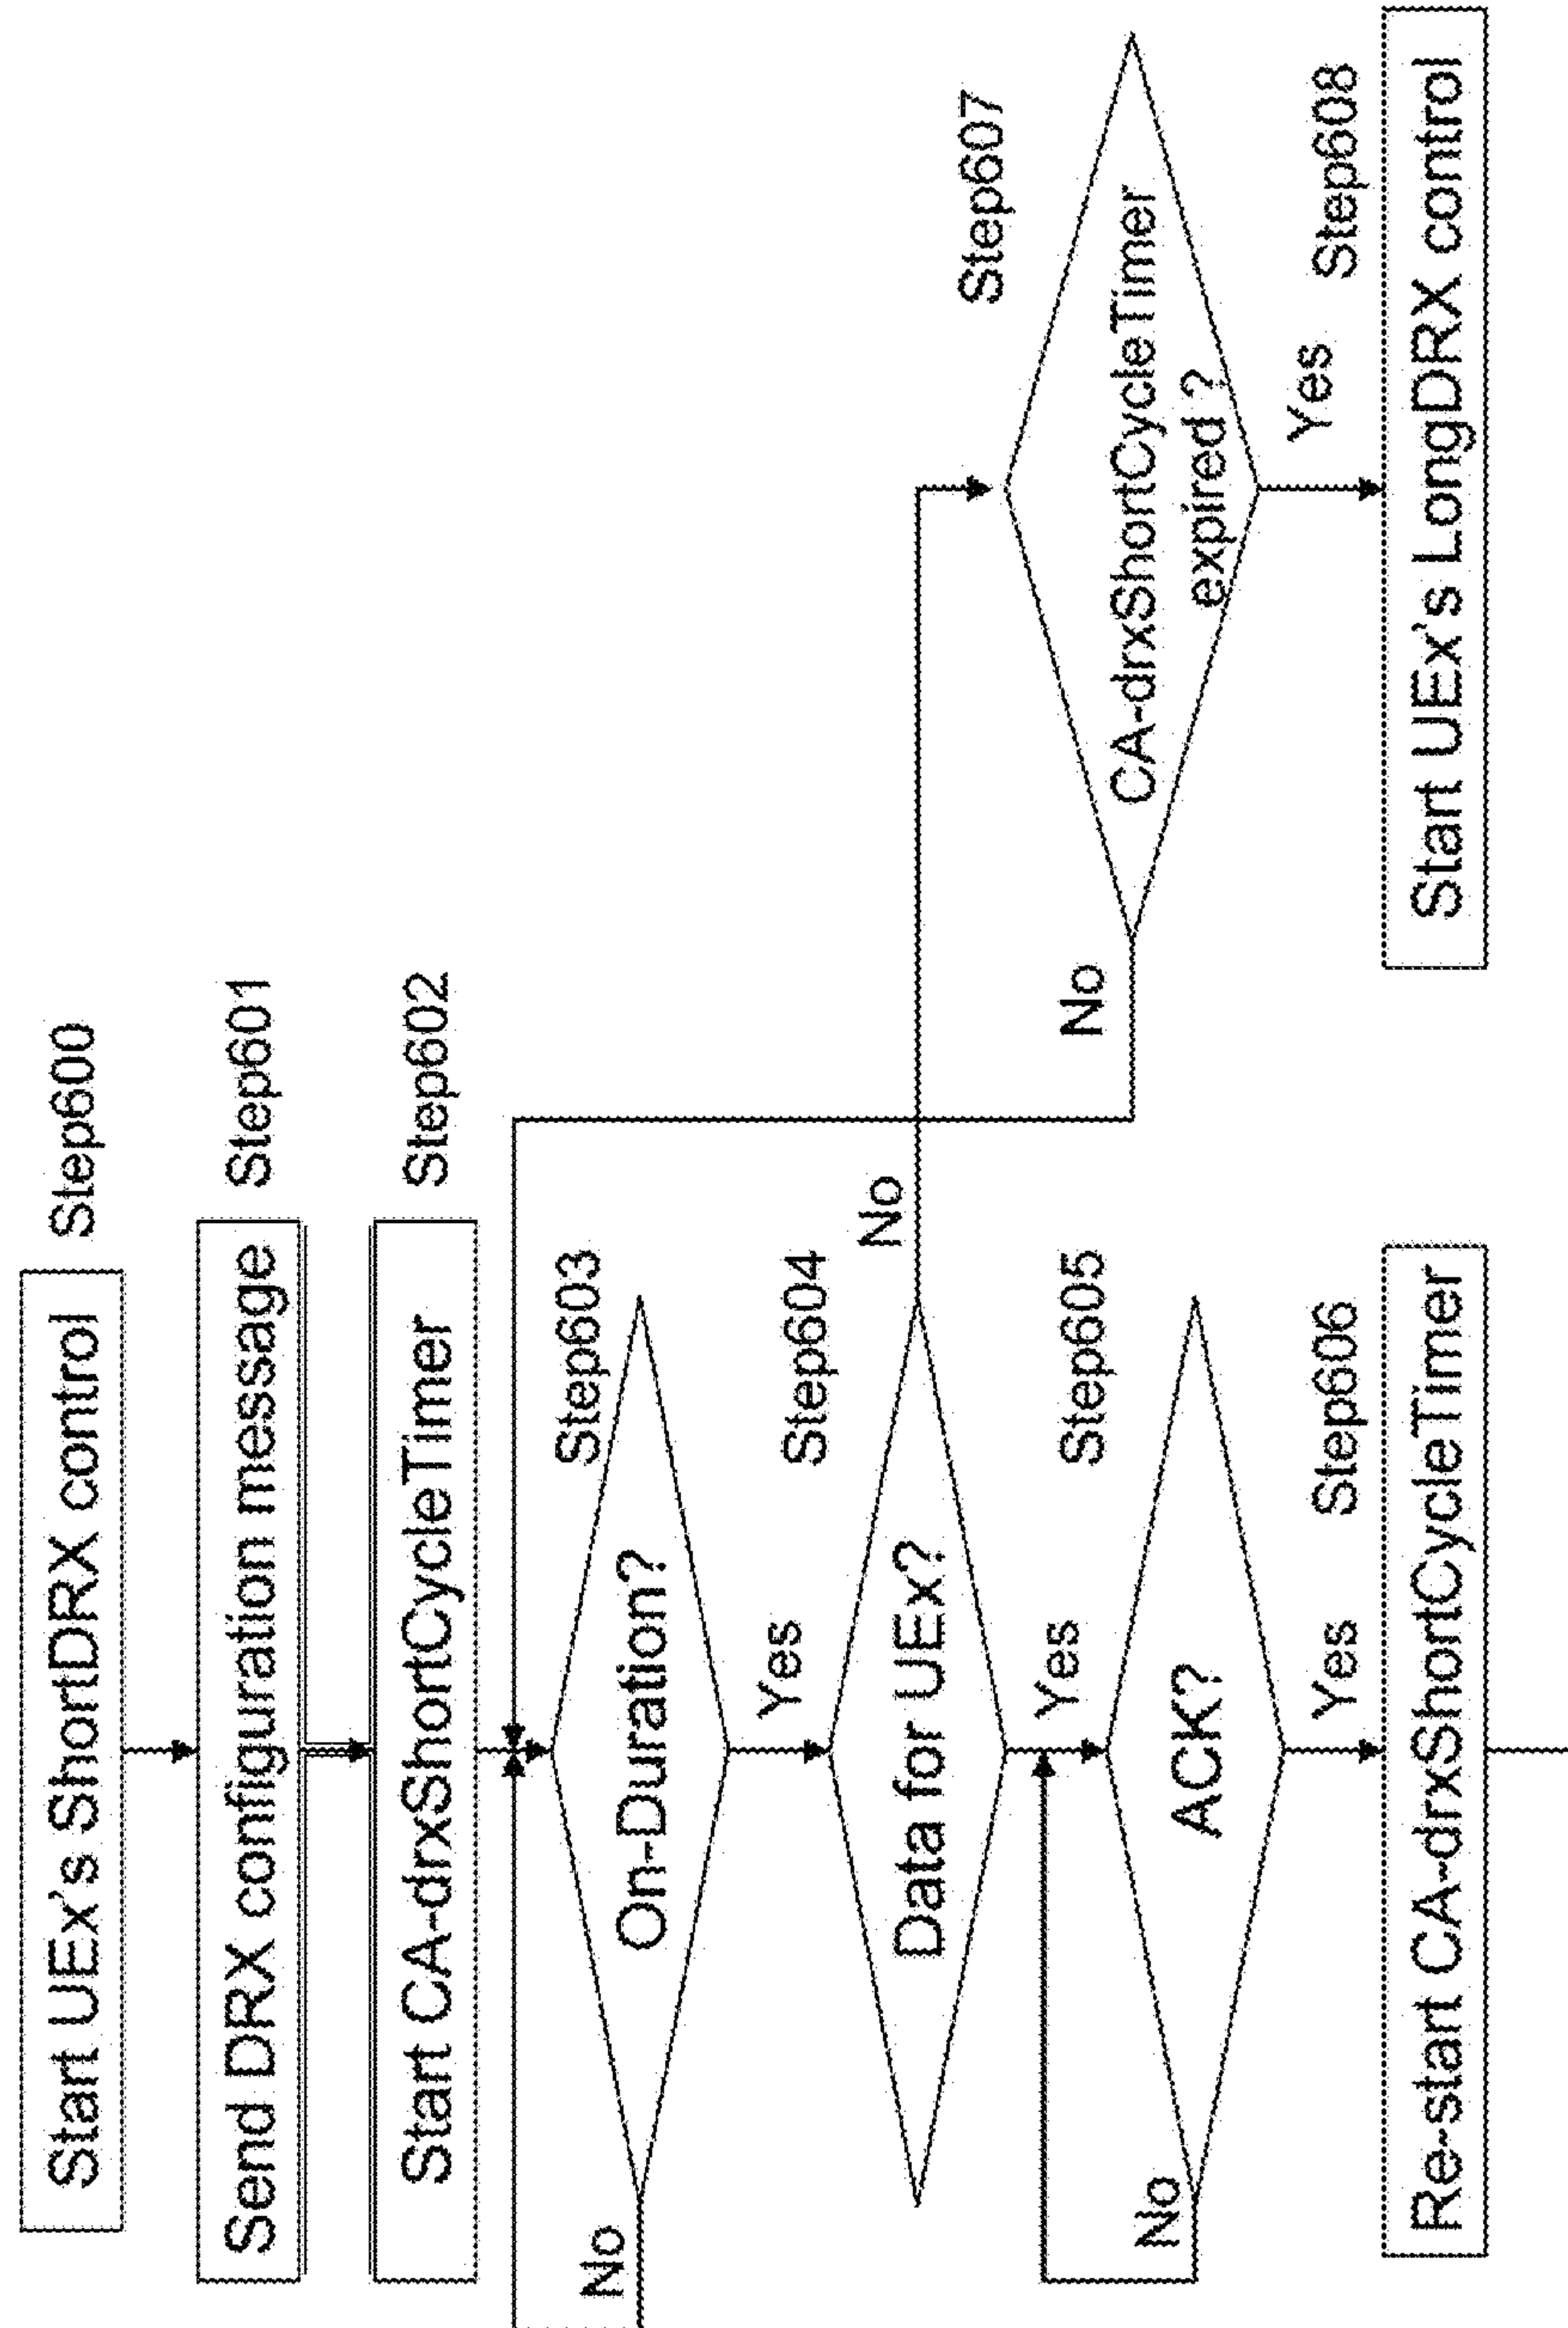 Start UEx's ShortDRX control
Step600
Send DRX configuration message
Step601
Start CA-drxShortCycleTimer
Step602
On-Duration?
Step603
No
Yes
Data for UEx?
Step604
No
Yes
ACK?
Step605
No
Yes
Re-start CA-drxShortCycleTimer
Step606
CA-drxShortCycleTimer
expired ?
Step607
No
Yes
Start UEx's LongDRX control
Step608